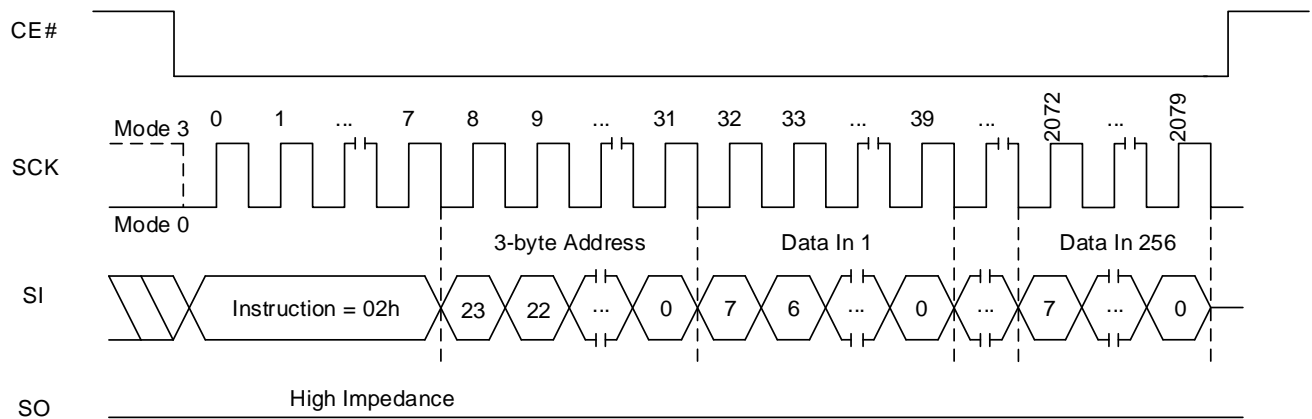 CE#
0 1 ... 7 8 9 ... 31 32 33 ... 39 ... 2072 ... 2079
Mode 3
SCK
Mode 0
3-byte Address Data In 1 Data In 256
SI Instruction = 02h 23 22 ... 0 7 6 ... 0 ... 7 ... 0
High Impedance
SO